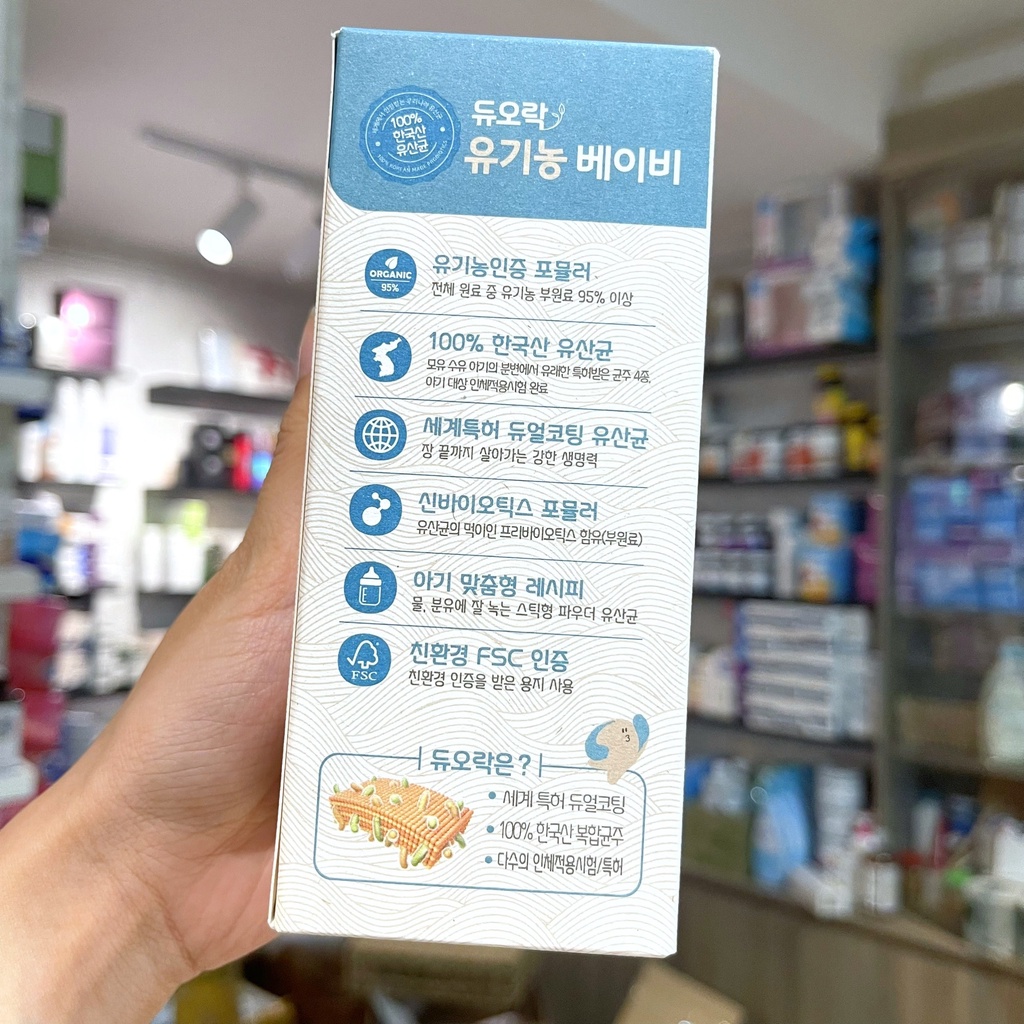 100%
한국산
유산균
듀오락
유기농 베이비
ORGANIC
95%
유기농인증 포뮬러
전체 원료 중 유기농 부원료 95% 이상
100% 한국산 유산균
모유 수유 아기의 분변에서 유래한 특허받은 균주 4종,
아기 대상 인체적용시험 완료
세계특허 듀얼코팅 유산균
장 끝까지 살아가는 강한 생명력
신바이오틱스 포뮬러
유산균의 먹이인 프리바이오틱스 함유(부원료)
아기 맞춤형 레시피
물, 분유에 잘 녹는 스틱형 파우더 유산균
FSC
친환경 FSC 인증
친환경 인증을 받은 용지 사용
듀오락은?
• 세계 특허 듀얼코팅
• 100% 한국산 복합균주
• 다수의 인체적용시험/특허